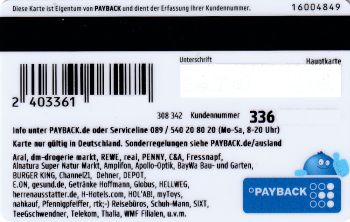 Diese Karte ist Eigentum von PAYBACK und dient der Erfassung Ihrer Kundennummer. 16004849
Unterschrift Hauptkarte
2 403361
308 342 Kundennummer 336
Info unter PAYBACK.de oder Serviceline 089 / 540 20 80 20 (Mo-Sa, 8-20 Uhr)
Karte nur gültig in Deutschland. Sonderregelungen siehe PAYBACK.de/ausland
Aral, dm-drogerie markt, REWE, real, PENNY, C&A, Fressnapf,
Alnatura Super Natur Markt, Amplifon, Apollo-Optik, BayWa Bau- und Garten,
BURGER KING, Channel21, Dehner, DEPOT,
E.ON, gesund.de, Getränke Hoffmann, Globus, HELLWEG,
herrenausstatter.de, H-Hotels.com, HOL'ABI, myToys,
nahkauf, Pfennigpfeiffer, rtk;-) Reisebüros, Schuh-Mann, SIXT,
TeeGschwendner, Telekom, Thalia, WMF Filialen, u.v.m.
PAYBACK